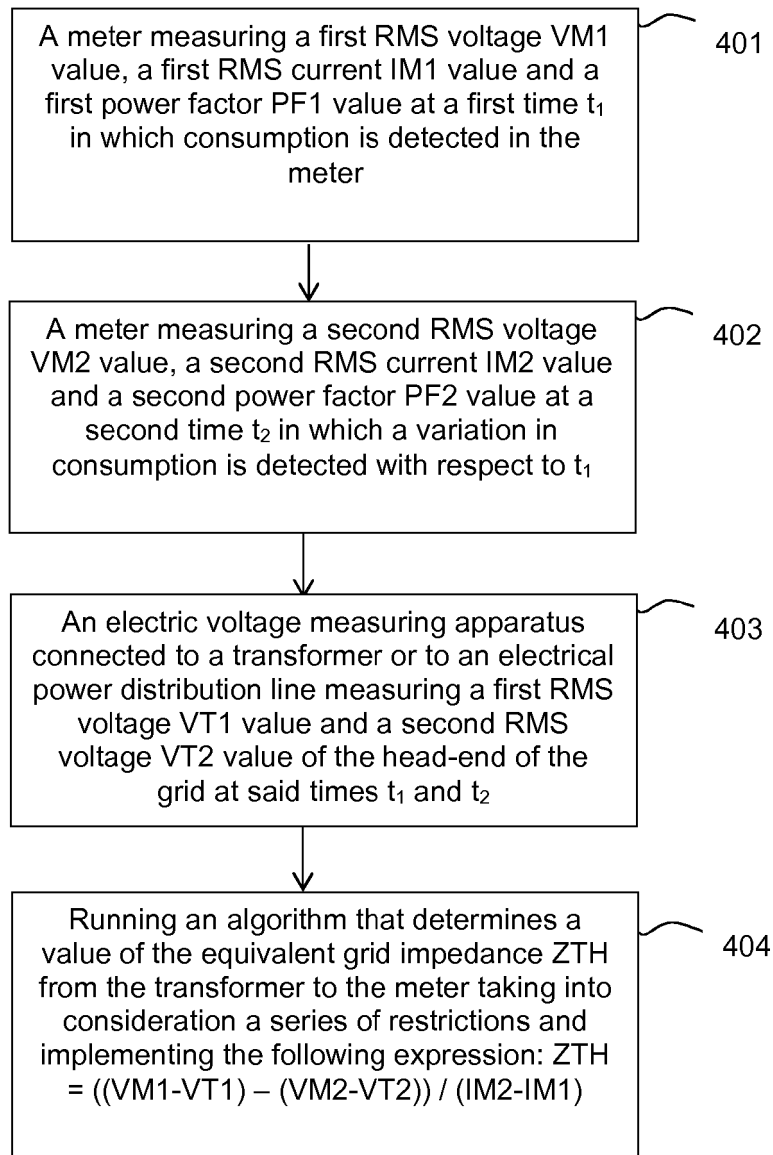 A meter measuring a first RMS voltage VM1
value, a first RMS current IM1 value and a
first power factor PF1 value at a first time t₁
in which consumption is detected in the
meter
401
A meter measuring a second RMS voltage
VM2 value, a second RMS current IM2 value
and a second power factor PF2 value at a
second time t₂ in which a variation in
consumption is detected with respect to t₁
402
An electric voltage measuring apparatus
connected to a transformer or to an electrical
power distribution line measuring a first RMS
voltage VT1 value and a second RMS
voltage VT2 value of the head-end of the
grid at said times t₁ and t₂
403
Running an algorithm that determines a
value of the equivalent grid impedance ZTH
from the transformer to the meter taking into
consideration a series of restrictions and
implementing the following expression: ZTH
= ((VM1-VT1) – (VM2-VT2)) / (IM2-IM1)
404